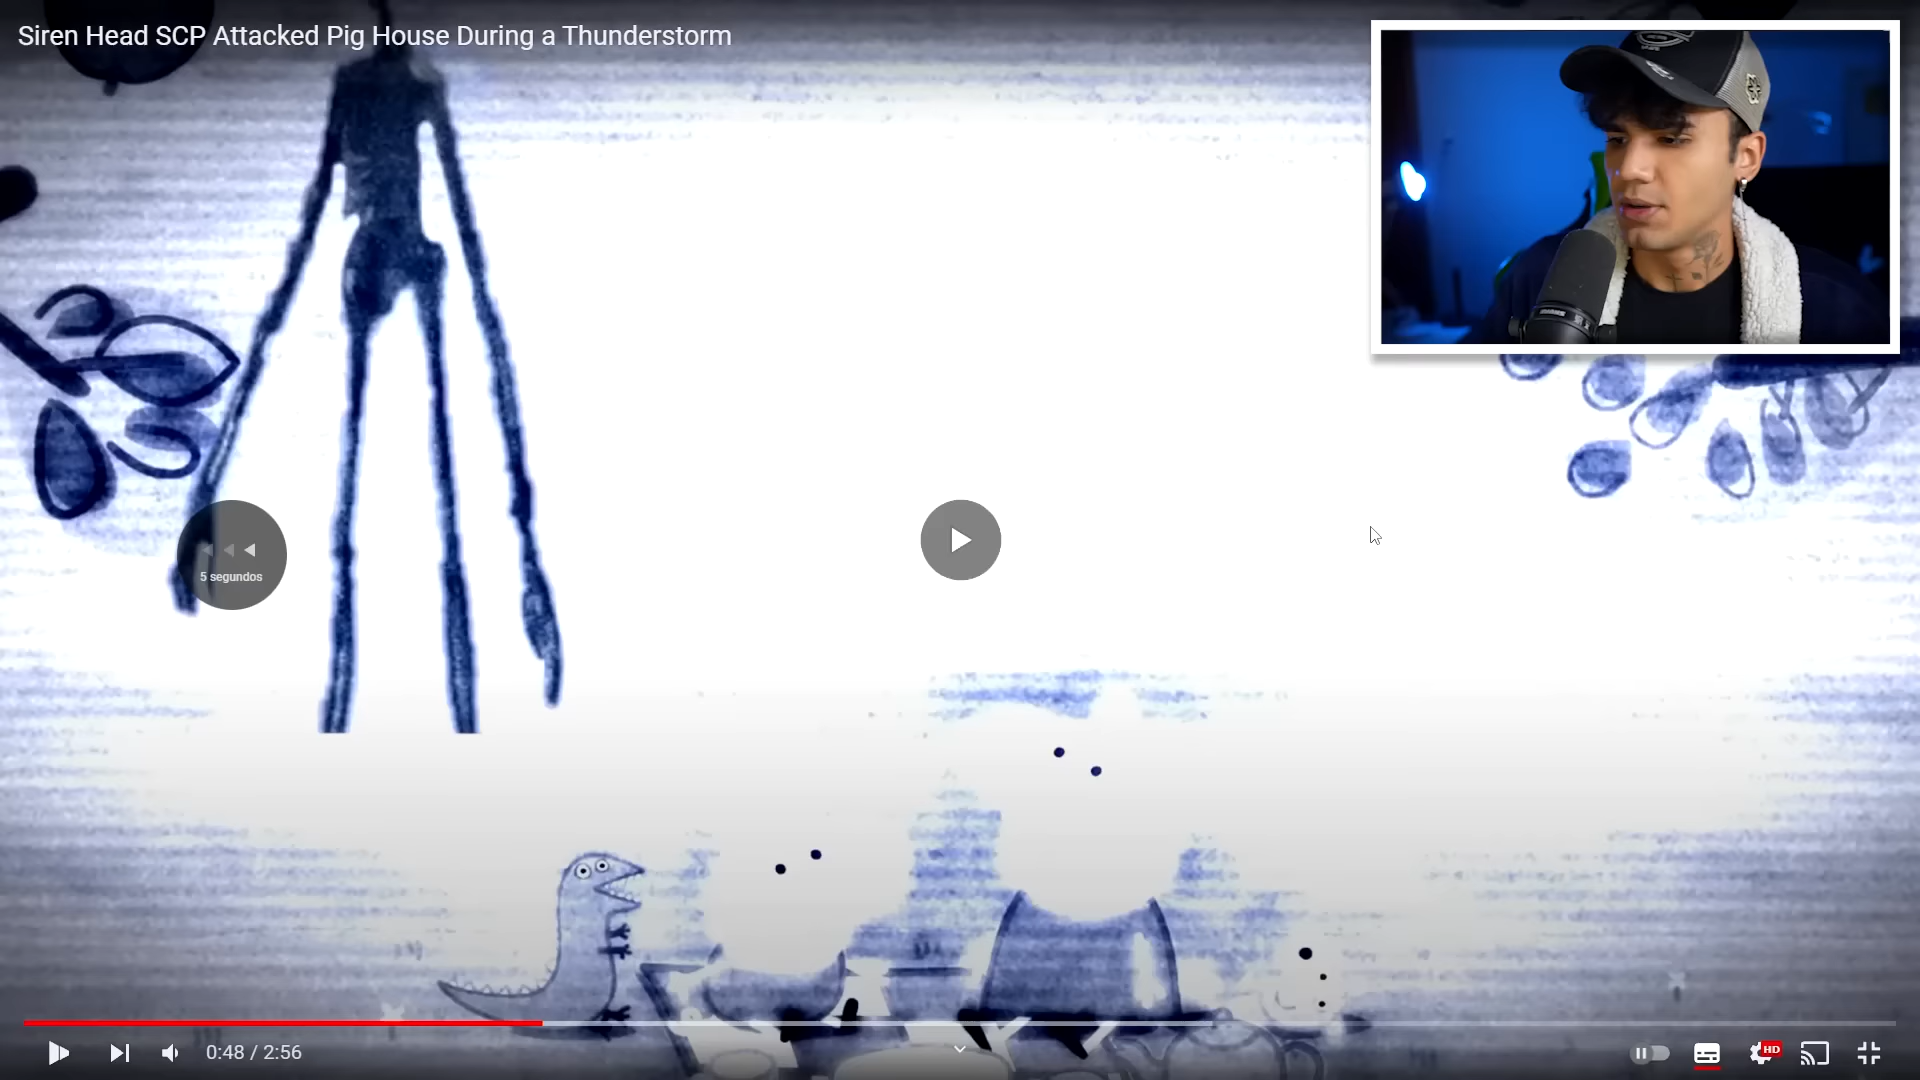 Siren Head SCP Attacked Pig House During a Thunderstorm
5 segundos
0:48 / 2:56
HD